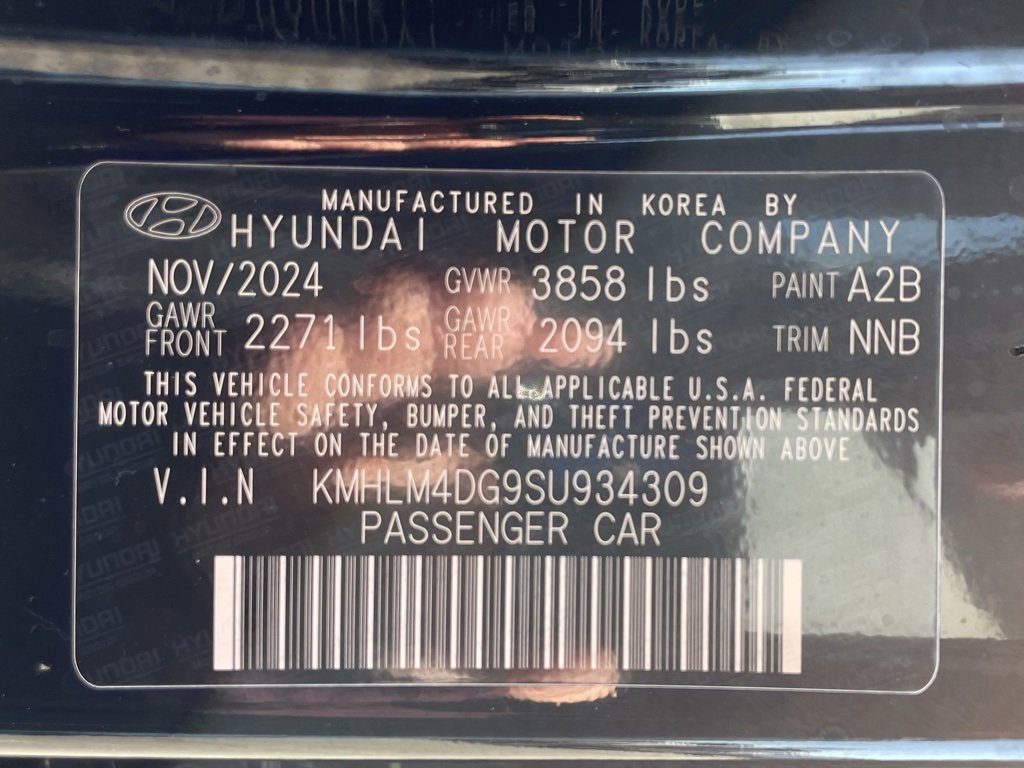 MANUFACTURED IN KOREA BY
HYUNDAI MOTOR COMPANY
NOV/2024 GVWR 3858 lbs PAINT A2B
GAWR FRONT 2271 lbs GAWR REAR 2094 lbs TRIM NNB
THIS VEHICLE CONFORMS TO ALL APPLICABLE U.S.A. FEDERAL
MOTOR VEHICLE SAFETY, BUMPER, AND THEFT PREVENTION STANDARDS
IN EFFECT ON THE DATE OF MANUFACTURE SHOWN ABOVE
V.I.N KMHLM4DG9SU934309
PASSENGER CAR